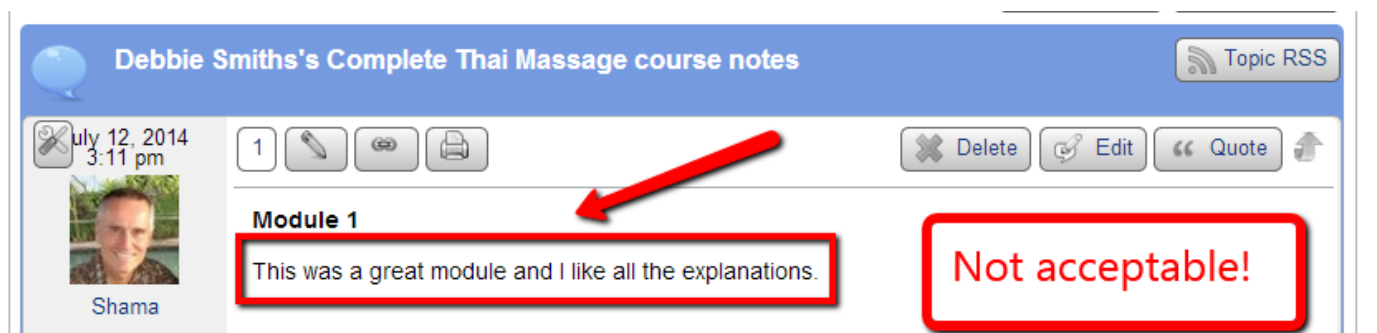 Debbie Smiths's Complete Thai Massage course notes
Topic RSS
uly 12, 2014
3:11 pm
1
Delete
Edit
Quote
Module 1
This was a great module and I like all the explanations.
Not acceptable!
Shama